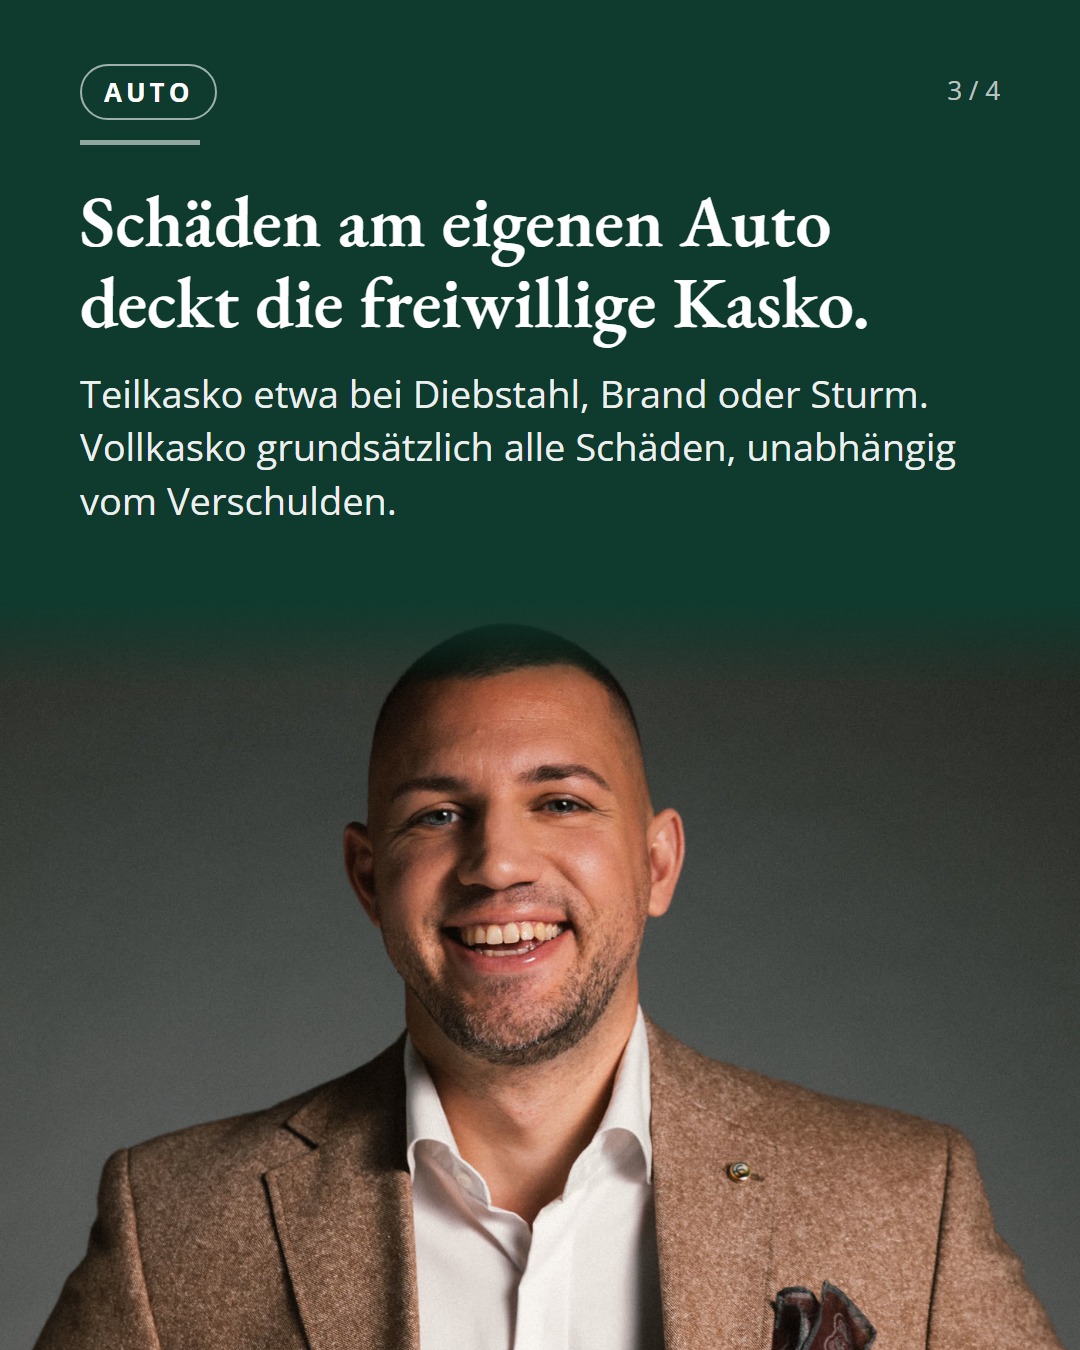 AUTO
3 / 4
Schäden am eigenen Auto
deckt die freiwillige Kasko.
Teilkasko etwa bei Diebstahl, Brand oder Sturm.
Vollkasko grundsätzlich alle Schäden, unabhängig
vom Verschulden.